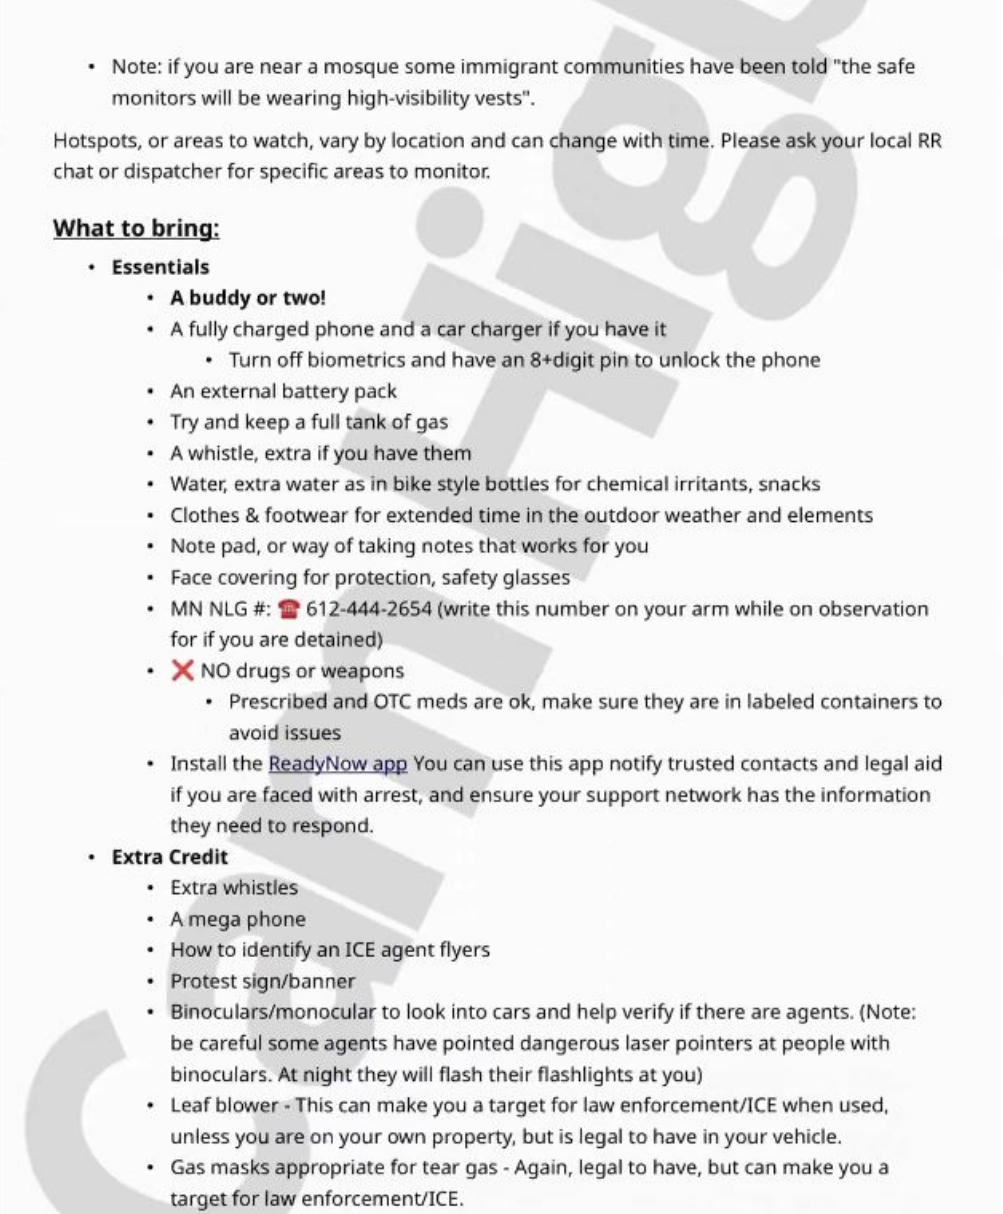 • Note: if you are near a mosque some immigrant communities have been told "the safe
monitors will be wearing high-visibility vests".
Hotspots, or areas to watch, vary by location and can change with time. Please ask your local RR
chat or dispatcher for specific areas to monitor.
What to bring:
• Essentials
• A buddy or two!
• A fully charged phone and a car charger if you have it
• Turn off biometrics and have an 8+digit pin to unlock the phone
• An external battery pack
• Try and keep a full tank of gas
• A whistle, extra if you have them
• Water, extra water as in bike style bottles for chemical irritants, snacks
• Clothes & footwear for extended time in the outdoor weather and elements
• Note pad, or way of taking notes that works for you
• Face covering for protection, safety glasses
• MN NLG #: ☎ 612-444-2654 (write this number on your arm while on observation
for if you are detained)
• ❌ NO drugs or weapons
• Prescribed and OTC meds are ok, make sure they are in labeled containers to
avoid issues
• Install the ReadyNow app You can use this app notify trusted contacts and legal aid
if you are faced with arrest, and ensure your support network has the information
they need to respond.
• Extra Credit
• Extra whistles
• A mega phone
• How to identify an ICE agent flyers
• Protest sign/banner
• Binoculars/monocular to look into cars and help verify if there are agents. (Note:
be careful some agents have pointed dangerous laser pointers at people with
binoculars. At night they will flash their flashlights at you)
• Leaf blower - This can make you a target for law enforcement/ICE when used,
unless you are on your own property, but is legal to have in your vehicle.
• Gas masks appropriate for tear gas - Again, legal to have, but can make you a
target for law enforcement/ICE.
CamHig